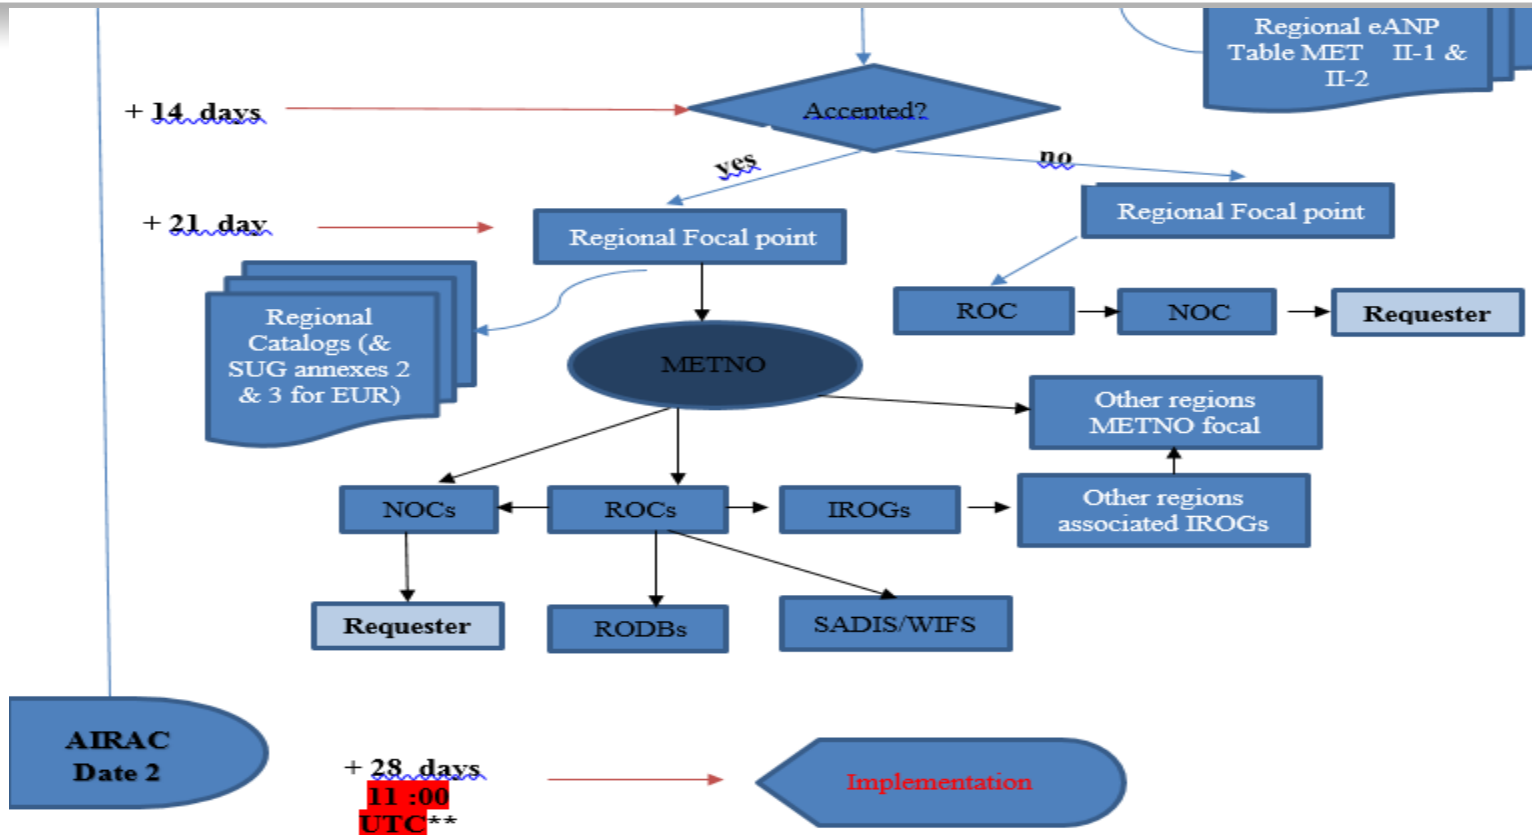 Regional eANP
Table MET II-1 &
II-2
+ 14 days
Accepted?
yes
no
+ 21 day
Regional Focal point
Regional Focal point
Regional
Catalogs (&
SUG annexes 2
& 3 for EUR)
ROC
NOC
Requester
METNO
Other regions
METNO focal
NOCs
ROCs
IROGs
Other regions
associated IROGs
Requester
RODBs
SADIS/WIFS
AIRAC
Date 2
+ 28 days
11 :00
UTC**
Implementation